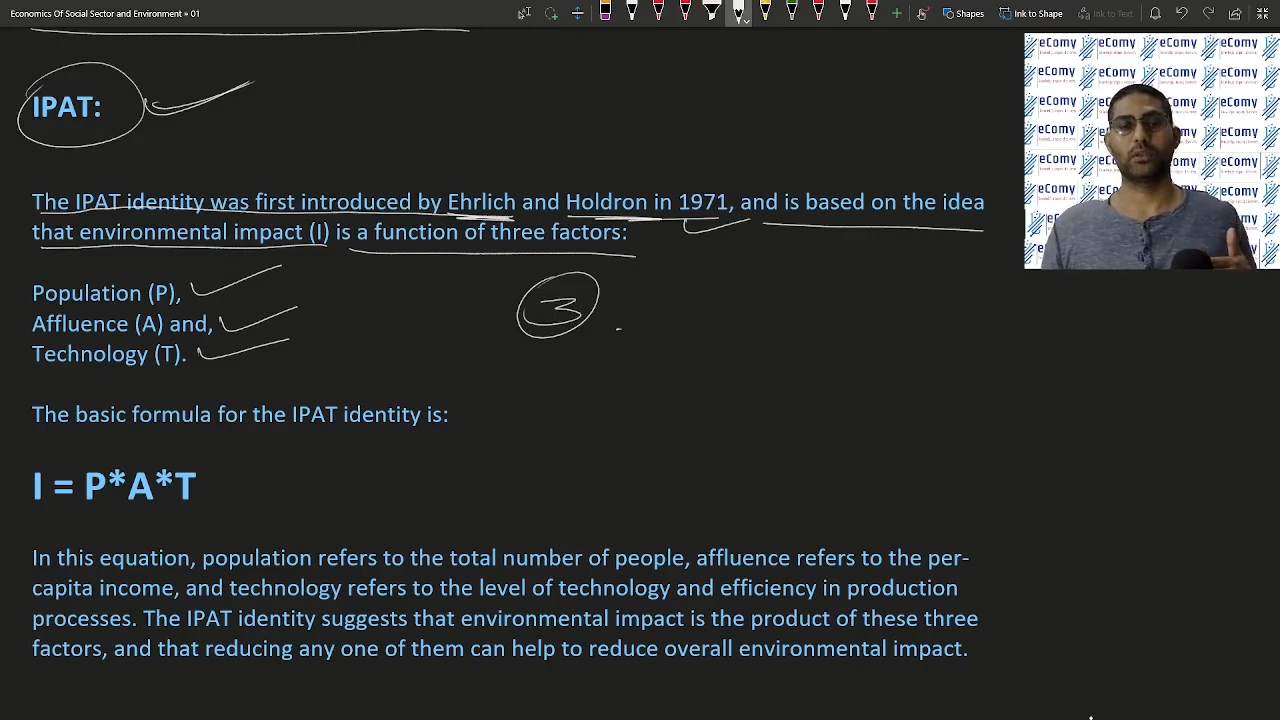 Economics Of Social Sector and Environment » 01
Shapes
Ink to Shape
Ink to Text
eComy
IPAT:
The IPAT identity was first introduced by Ehrlich and Holdron in 1971, and is based on the idea
that environmental impact (I) is a function of three factors:
Population (P),
Affluence (A) and,
Technology (T).
3
The basic formula for the IPAT identity is:
I = P*A*T
In this equation, population refers to the total number of people, affluence refers to the per-
capita income, and technology refers to the level of technology and efficiency in production
processes. The IPAT identity suggests that environmental impact is the product of these three
factors, and that reducing any one of them can help to reduce overall environmental impact.